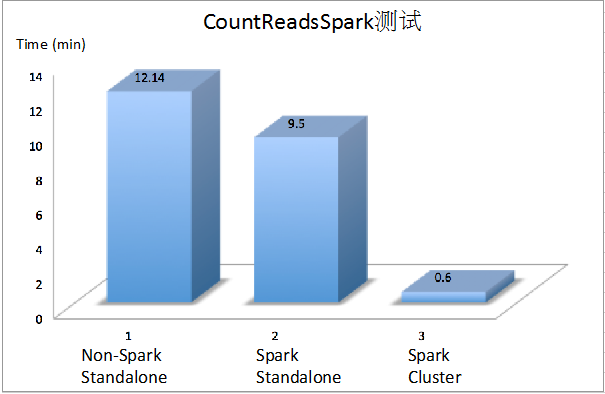 CountReadsSpark测试
Time (min)
14
12
10
8
6
4
2
0
12.14
9.5
0.6
1
2
3
Non-Spark
Standalone
Spark
Standalone
Spark
Cluster